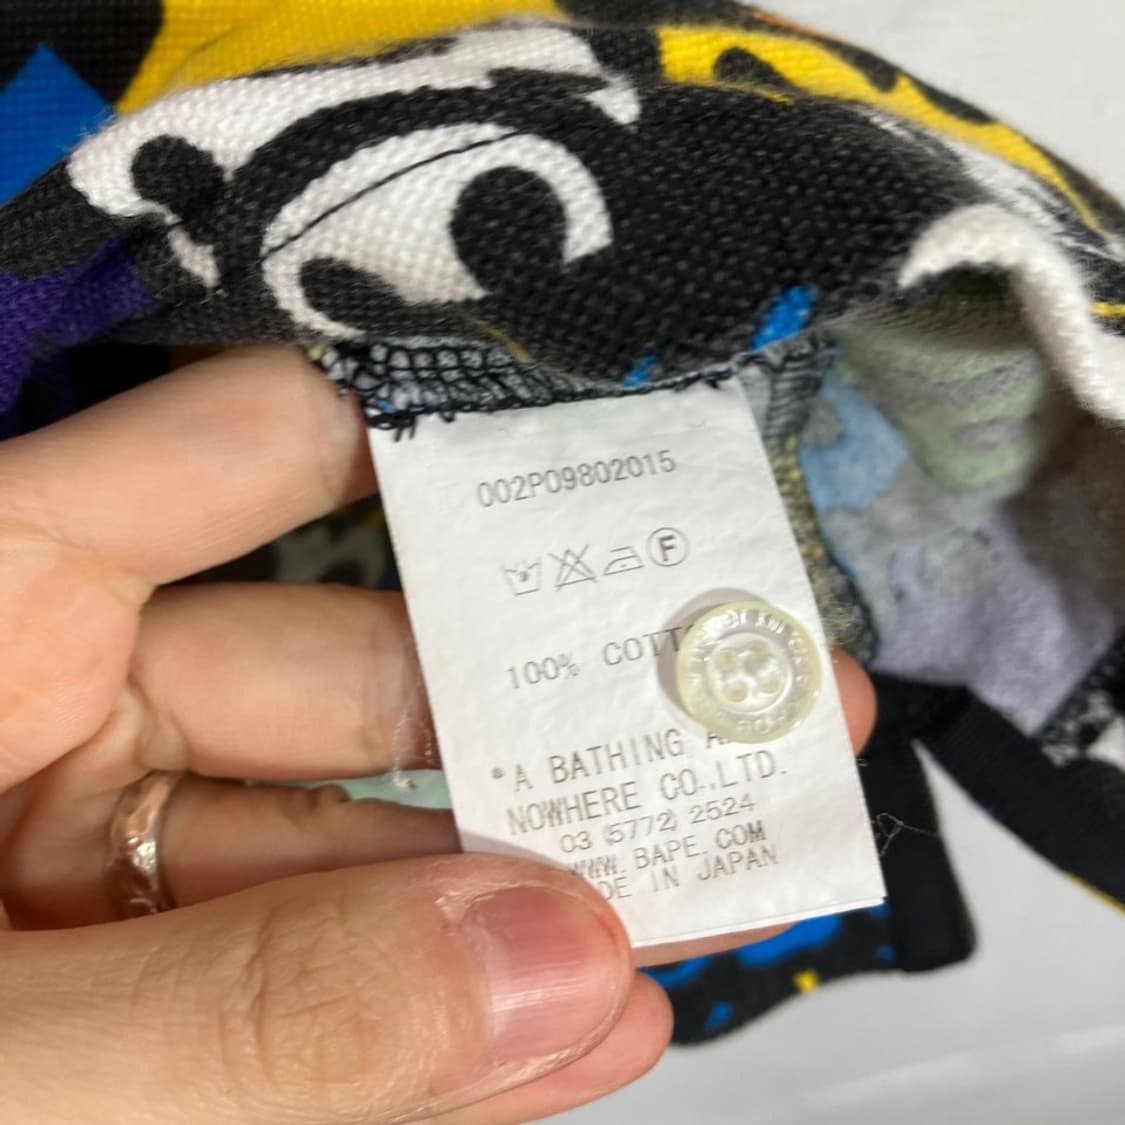 002P09802015
F
100% COTT
*A BATHING A
NOWHERE CO.,LTD.
03 (5772) 2524
WWW.BAPE.COM
DE IN JAPAN